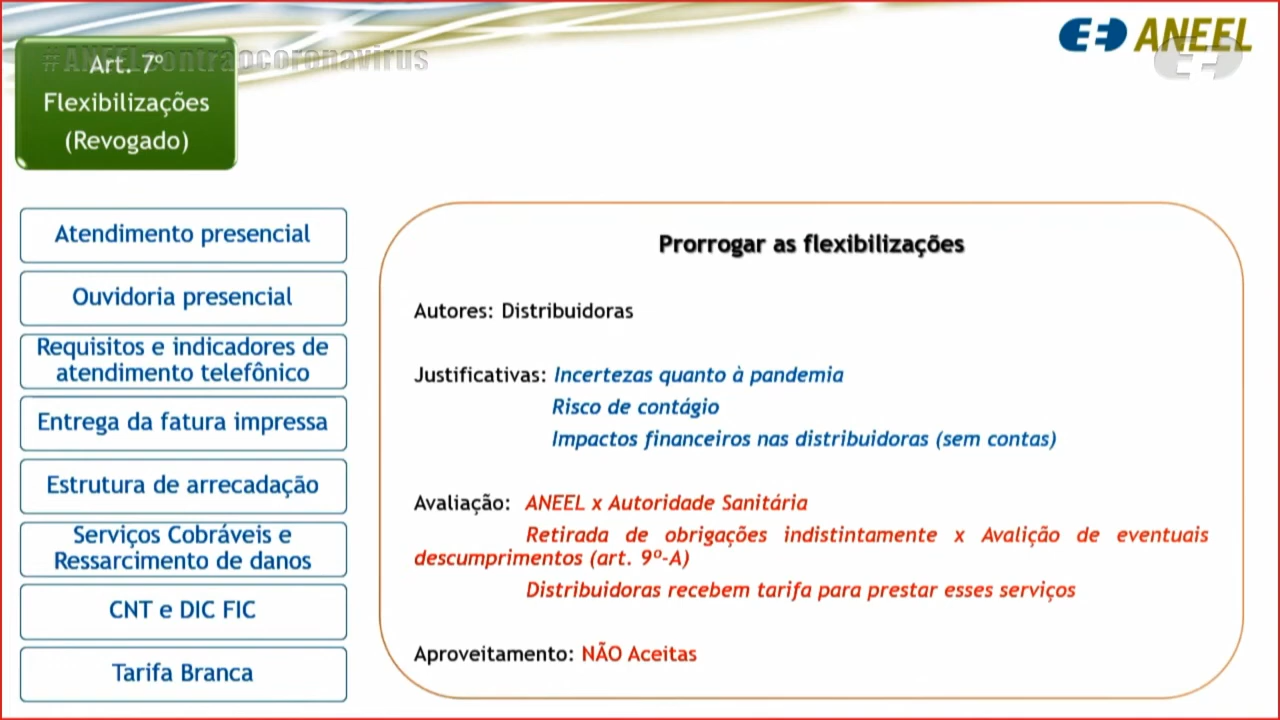 #ANEELcontraocoronavirus
ANEEL
Art. 7º
Flexibilizações
(Revogado)
Atendimento presencial
Ouvidoria presencial
Requisitos e indicadores de
atendimento telefônico
Entrega da fatura impressa
Estrutura de arrecadação
Serviços Cobráveis e
Ressarcimento de danos
CNT e DIC FIC
Tarifa Branca
Prorrogar as flexibilizações
Autores: Distribuidoras
Justificativas: Incertezas quanto à pandemia
Risco de contágio
Impactos financeiros nas distribuidoras (sem contas)
Avaliação: ANEEL x Autoridade Sanitária
Retirada de obrigações indistintamente x Avalição de eventuais
descumprimentos (art. 9º-A)
Distribuidoras recebem tarifa para prestar esses serviços
Aproveitamento: NÃO Aceitas